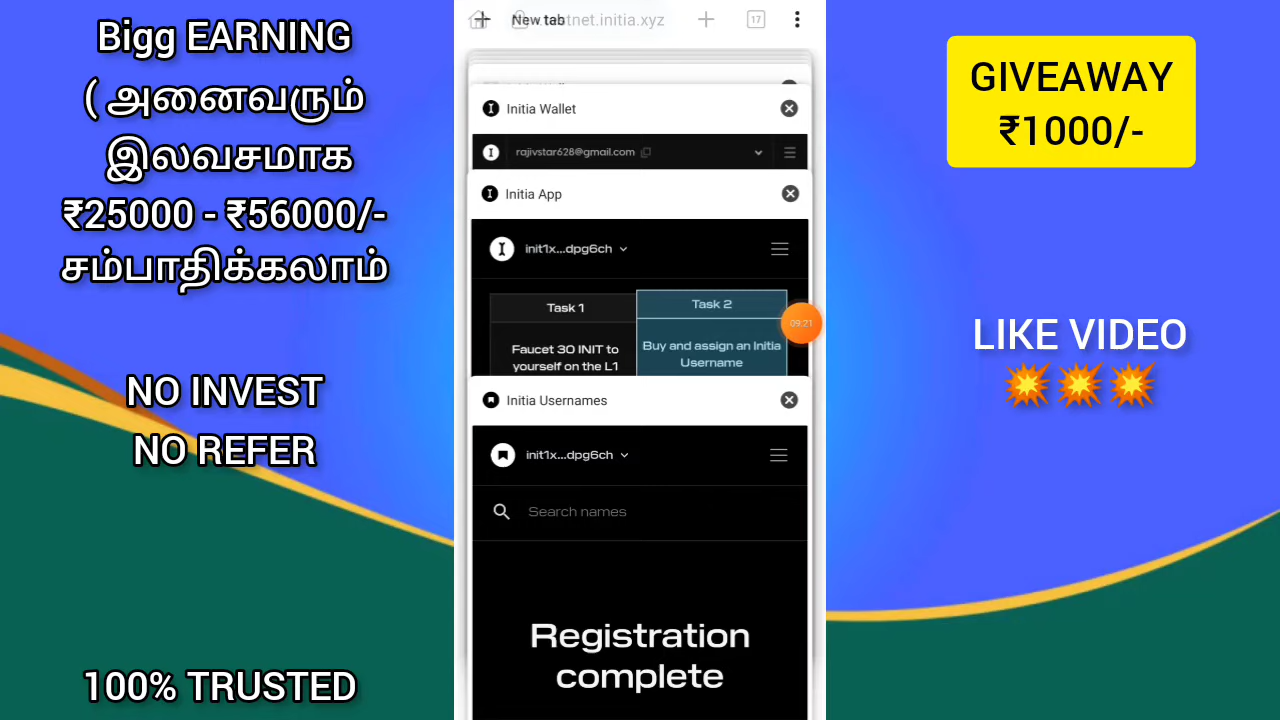 Bigg EARNING
( அனைவரும்
இலவசமாக
₹25000 - ₹56000/-
சம்பாதிக்கலாம்
NO INVEST
NO REFER
100% TRUSTED
New tab
tnet.initia.xyz
17
Initia Wallet
rajivstar628@gmail.com
Initia App
init1x...dpg6ch
Task 1
Task 2
Faucet 30 INIT to
yourself on the L1
Buy and assign an Initia
Username
09:21
Initia Usernames
init1x...dpg6ch
Search names
Registration
complete
GIVEAWAY
₹1000/-
LIKE VIDEO